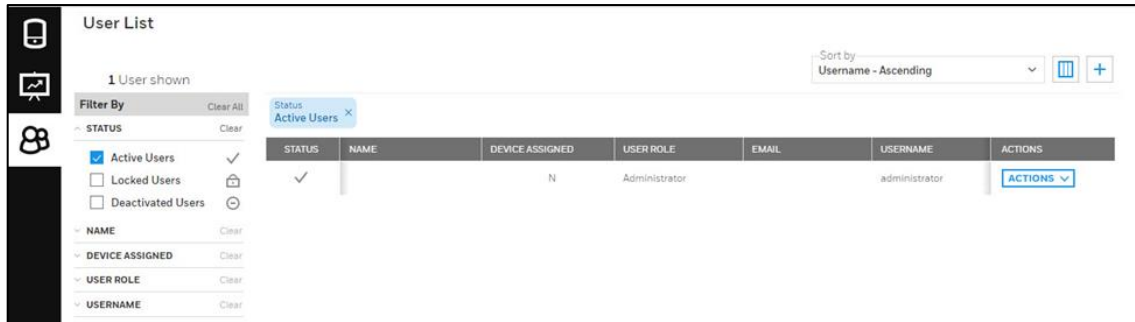 User List
Sort by
Username - Ascending
1 User shown
Filter By Clear All
Status
Active Users
STATUS Clear
Active Users
Locked Users
Deactivated Users
NAME Clear
DEVICE ASSIGNED Clear
USER ROLE Clear
USERNAME Clear
STATUS NAME DEVICE ASSIGNED USER ROLE EMAIL USERNAME ACTIONS
N Administrator administrator ACTIONS